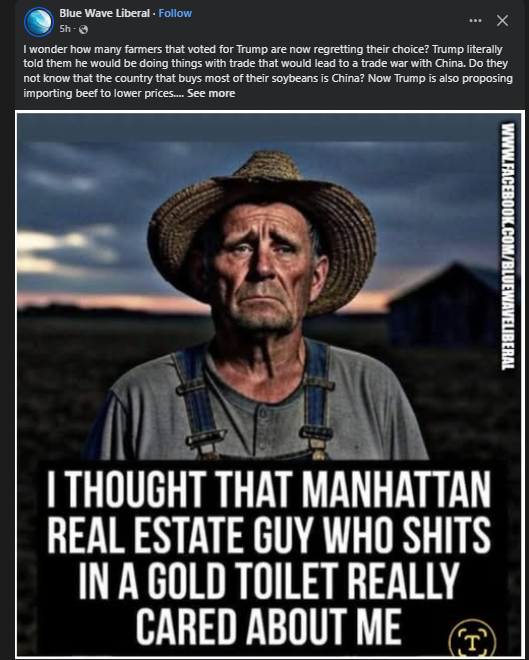 Blue Wave Liberal · Follow
5h ·
I wonder how many farmers that voted for Trump are now regretting their choice? Trump literally
told them he would be doing things with trade that would lead to a trade war with China. Do they
not know that the country that buys most of their soybeans is China? Now Trump is also proposing
importing beef to lower prices.... See more
WWW.FACEBOOK.COM/BLUEWAVELIBERAL
I THOUGHT THAT MANHATTAN
REAL ESTATE GUY WHO SHITS
IN A GOLD TOILET REALLY
CARED ABOUT ME
T